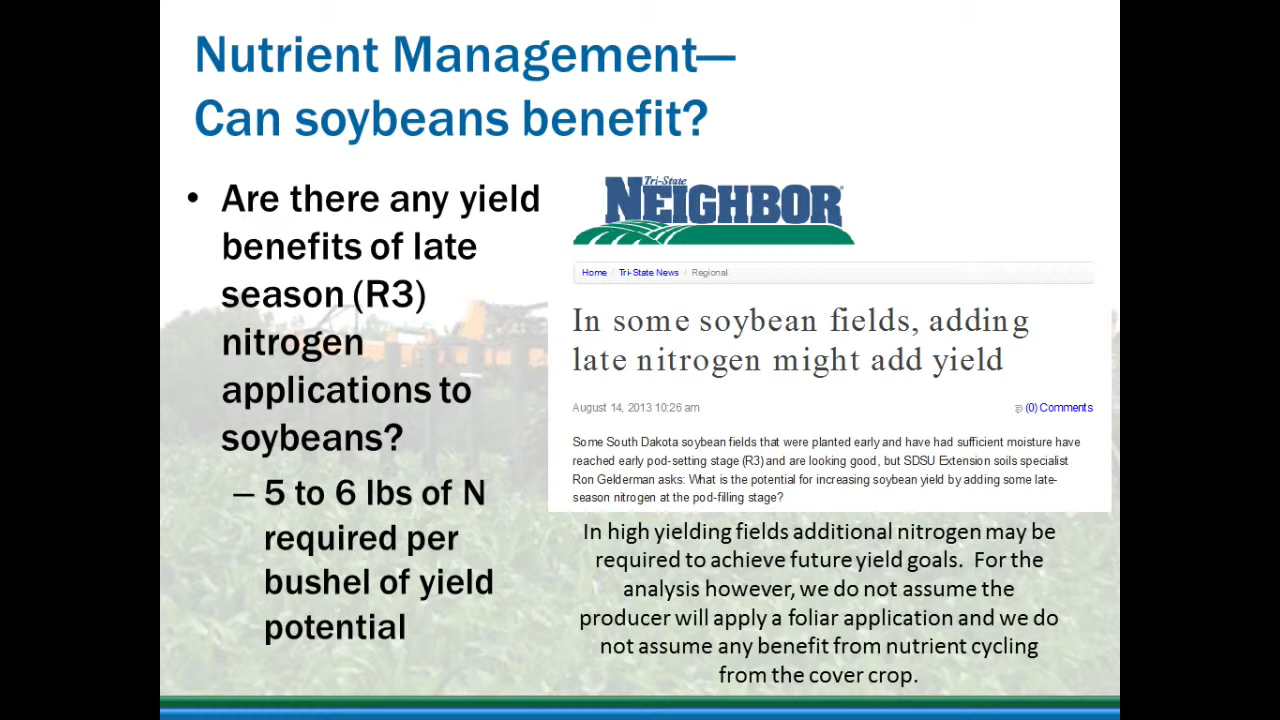 Nutrient Management—
Can soybeans benefit?
• Are there any yield
benefits of late
season (R3)
nitrogen
applications to
soybeans?
– 5 to 6 lbs of N
required per
bushel of yield
potential
Tri-State
NEIGHBOR
Home / Tri-State News / Regional
In some soybean fields, adding
late nitrogen might add yield
August 14, 2013 10:26 am
(0) Comments
Some South Dakota soybean fields that were planted early and have had sufficient moisture have
reached early pod-setting stage (R3) and are looking good, but SDSU Extension soils specialist
Ron Gelderman asks: What is the potential for increasing soybean yield by adding some late-
season nitrogen at the pod-filling stage?
In high yielding fields additional nitrogen may be
required to achieve future yield goals. For the
analysis however, we do not assume the
producer will apply a foliar application and we do
not assume any benefit from nutrient cycling
from the cover crop.